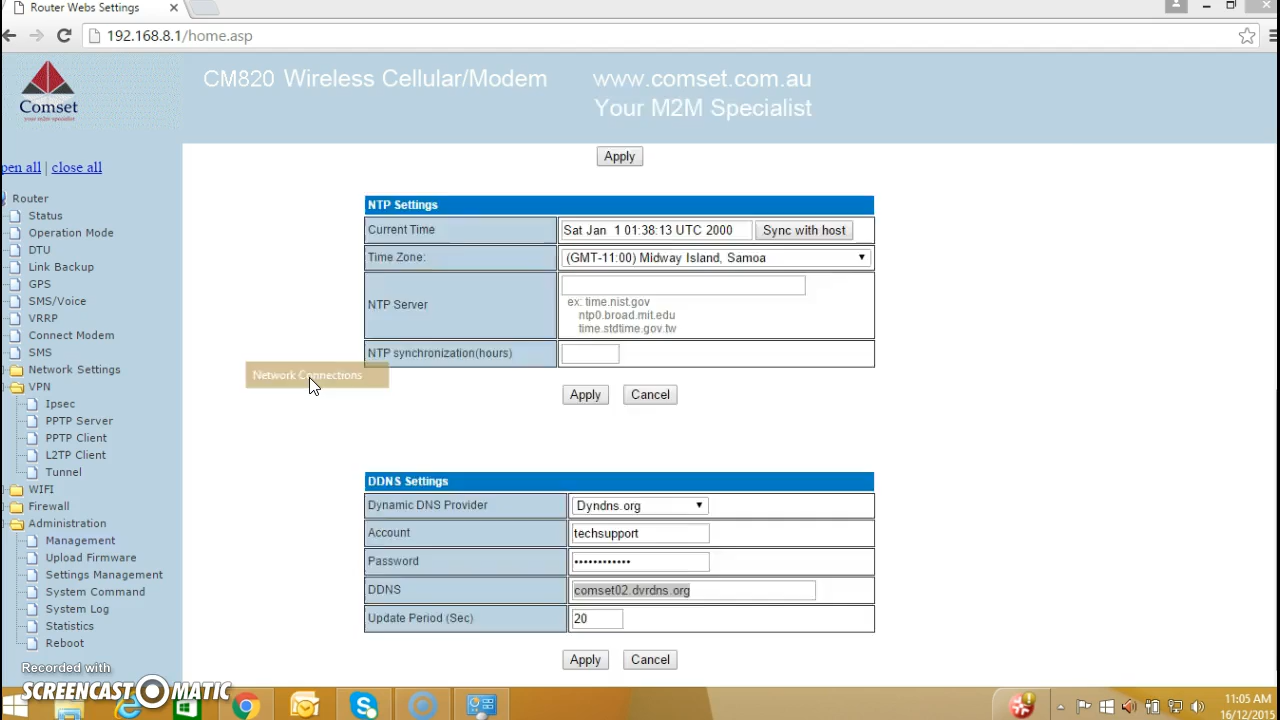 Router Webs Settings
192.168.8.1/home.asp
Comset
your m2m specialist
CM820 Wireless Cellular/Modem
www.comset.com.au
Your M2M Specialist
pen all | close all
Router
Status
Operation Mode
DTU
Link Backup
GPS
SMS/Voice
VRRP
Connect Modem
SMS
Network Settings
VPN
Ipsec
PPTP Server
PPTP Client
L2TP Client
Tunnel
WIFI
Firewall
Administration
Management
Upload Firmware
Settings Management
System Command
System Log
Statistics
Reboot
Apply
NTP Settings
Current Time
Sat Jan 1 01:38:13 UTC 2000
Sync with host
Time Zone:
(GMT-11:00) Midway Island, Samoa
NTP Server
ex: time.nist.gov
ntp0.broad.mit.edu
time.stdtime.gov.tw
NTP synchronization(hours)
Network Connections
Apply
Cancel
DDNS Settings
Dynamic DNS Provider
Dyndns.org
Account
techsupport
Password
••••••••••••
DDNS
comset02.dvrdns.org
Update Period (Sec)
20
Apply
Cancel
Recorded with
SCREENCAST-O-MATIC
11:05 AM
16/12/2015